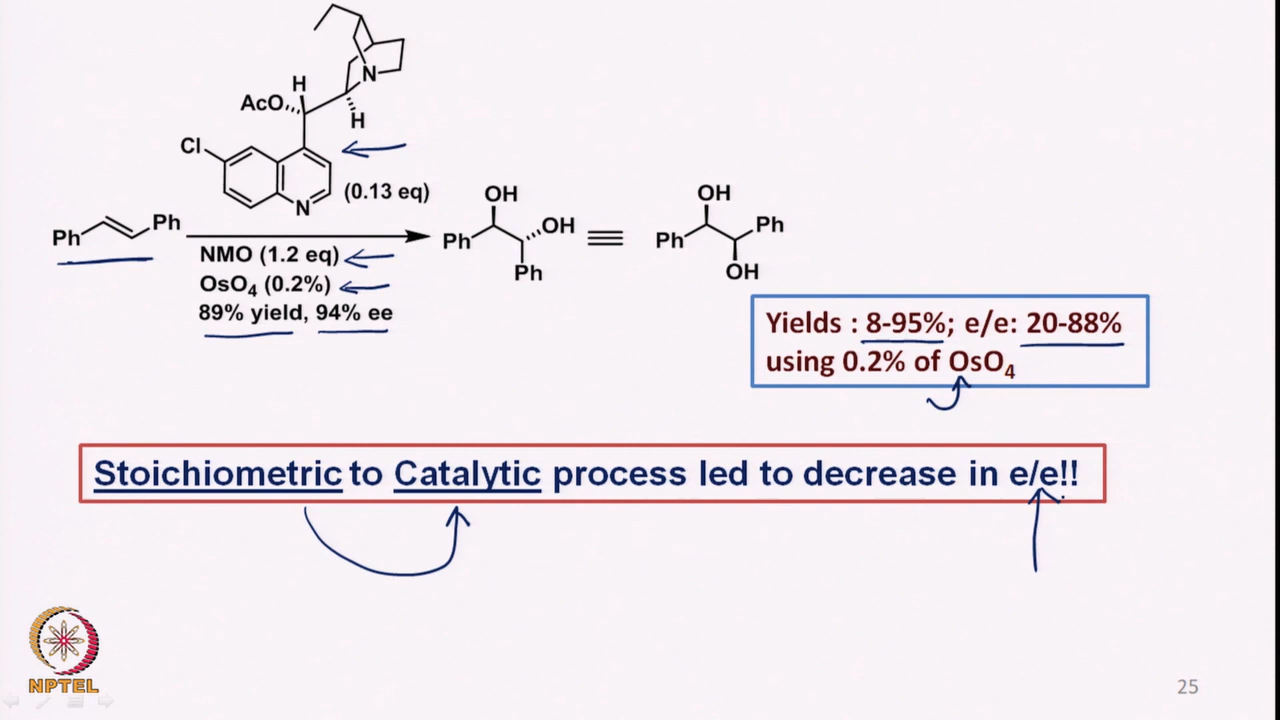 H
N
AcO
H
Cl
N (0.13 eq)
Ph Ph
NMO (1.2 eq)
OsO4 (0.2%)
89% yield, 94% ee
OH
Ph OH
Ph
OH
Ph Ph
OH
Yields : 8-95%; e/e: 20-88%
using 0.2% of OsO4
Stoichiometric to Catalytic process led to decrease in e/e!!
NPTEL
25